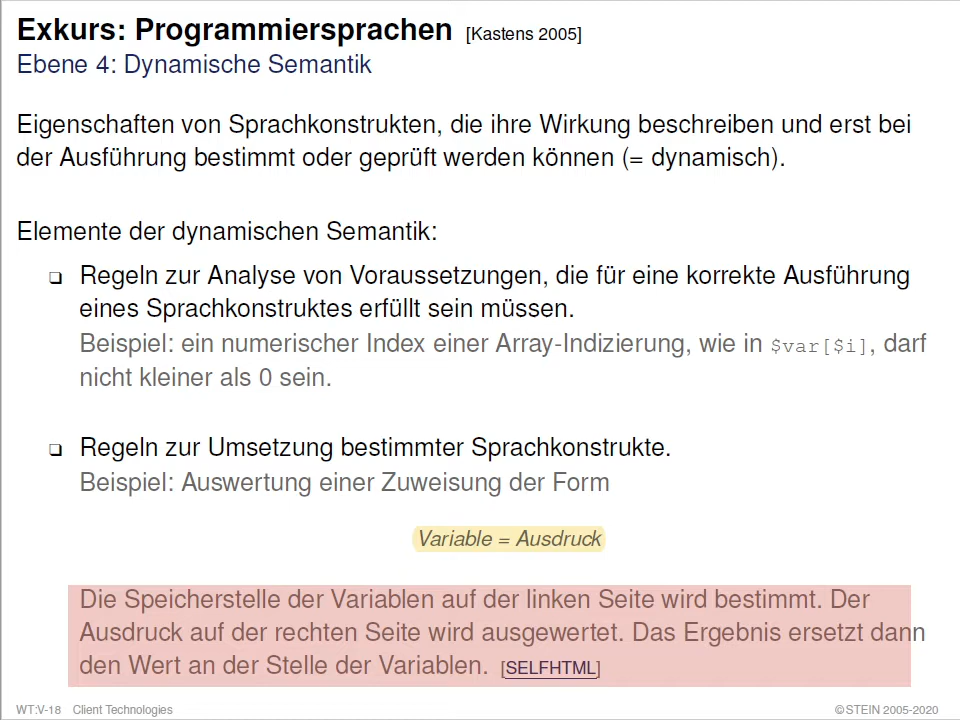 Exkurs: Programmiersprachen [Kastens 2005]
Ebene 4: Dynamische Semantik
Eigenschaften von Sprachkonstrukten, die ihre Wirkung beschreiben und erst bei
der Ausführung bestimmt oder geprüft werden können (= dynamisch).
Elemente der dynamischen Semantik:
❑ Regeln zur Analyse von Voraussetzungen, die für eine korrekte Ausführung
eines Sprachkonstruktes erfüllt sein müssen.
Beispiel: ein numerischer Index einer Array-Indizierung, wie in $var[$i], darf
nicht kleiner als 0 sein.
❑ Regeln zur Umsetzung bestimmter Sprachkonstrukte.
Beispiel: Auswertung einer Zuweisung der Form
Variable = Ausdruck
Die Speicherstelle der Variablen auf der linken Seite wird bestimmt. Der
Ausdruck auf der rechten Seite wird ausgewertet. Das Ergebnis ersetzt dann
den Wert an der Stelle der Variablen. [SELFHTML]
WT:V-18 Client Technologies
©STEIN 2005-2020